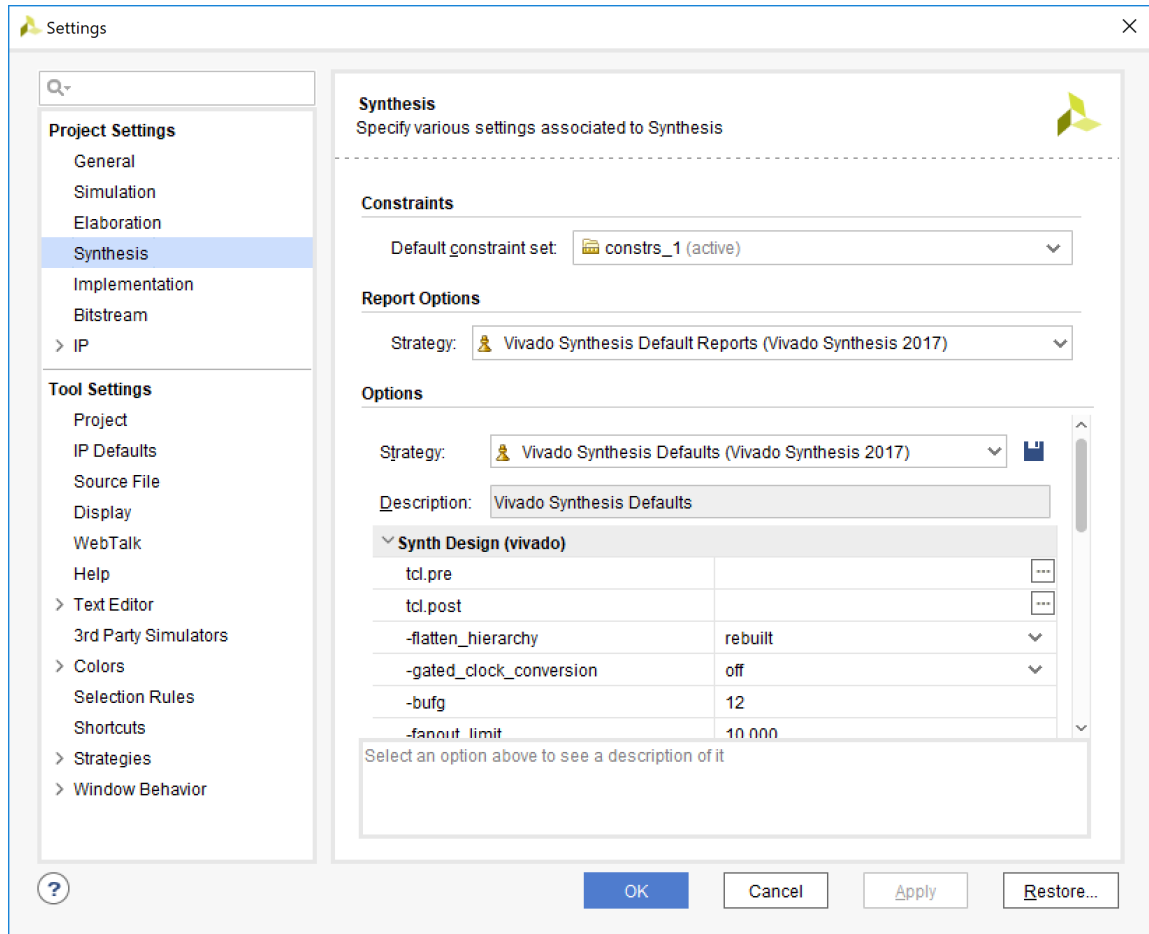 Settings
Project Settings
General
Simulation
Elaboration
Synthesis
Implementation
Bitstream
IP
Tool Settings
Project
IP Defaults
Source File
Display
WebTalk
Help
Text Editor
3rd Party Simulators
Colors
Selection Rules
Shortcuts
Strategies
Window Behavior
Synthesis
Specify various settings associated to Synthesis
Constraints
Default constraint set: constrs_1 (active)
Report Options
Strategy: Vivado Synthesis Default Reports (Vivado Synthesis 2017)
Options
Strategy: Vivado Synthesis Defaults (Vivado Synthesis 2017)
Description: Vivado Synthesis Defaults
Synth Design (vivado)
tcl.pre ...
tcl.post ...
-flatten_hierarchy rebuilt
-gated_clock_conversion off
-bufg 12
-fanout_limit 10,000
Select an option above to see a description of it
? OK Cancel Apply Restore...